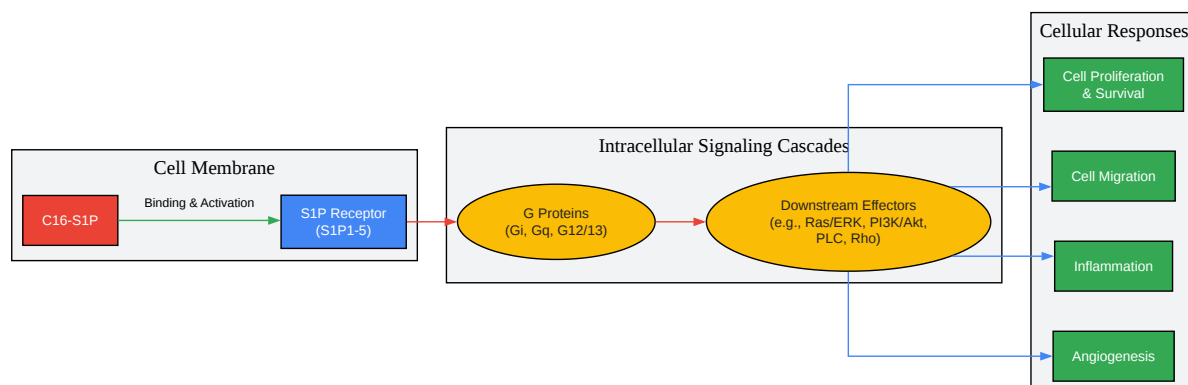 Cellular Responses
Cell Proliferation
& Survival
Intracellular Signaling Cascades
Cell Membrane
C16-S1P
Binding & Activation
S1P Receptor
(S1P1-5)
G Proteins
(Gi, Gq, G12/13)
Downstream Effectors
(e.g., Ras/ERK, PI3K/Akt,
PLC, Rho)
Cell Migration
Inflammation
Angiogenesis